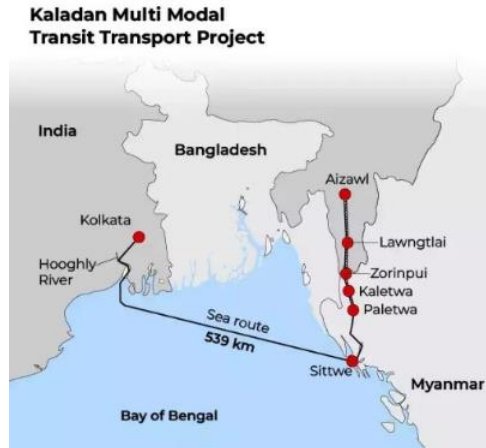 Kaladan Multi Modal
Transit Transport Project
India
Bangladesh
Aizawl
Kolkata
Lawngtlai
Hooghly
River
Zorinpui
Kaletwa
Paletwa
Sea route
539 km
Sittwe
Myanmar
Bay of Bengal